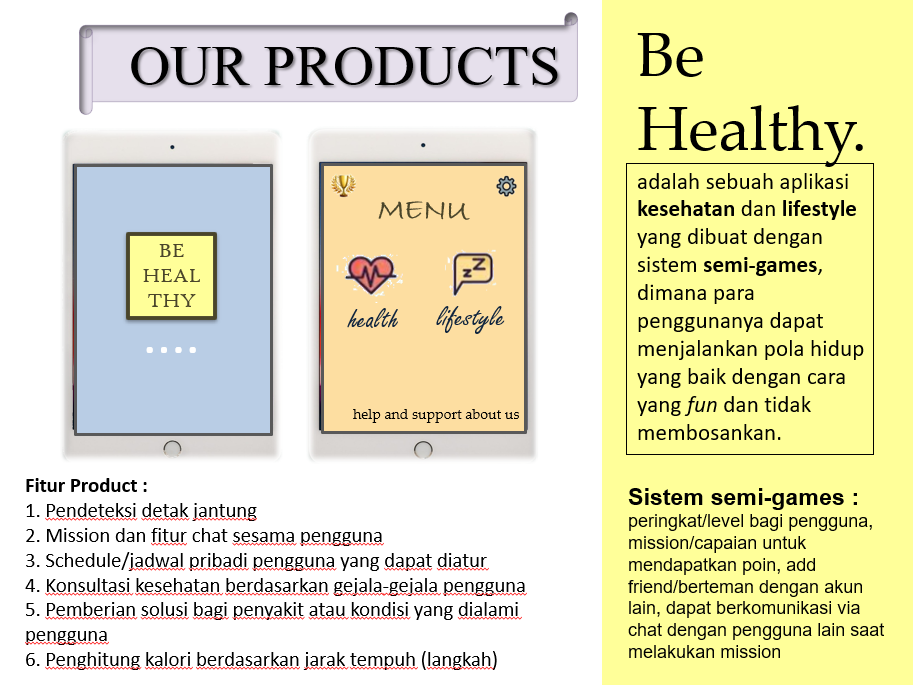 OUR PRODUCTS
BE
HEAL
THY
MENU
health
lifestyle
help and support about us
Fitur Product :
1. Pendeteksi detak jantung
2. Mission dan fitur chat sesama pengguna
3. Schedule/jadwal pribadi pengguna yang dapat diatur
4. Konsultasi kesehatan berdasarkan gejala-gejala pengguna
5. Pemberian solusi bagi penyakit atau kondisi yang dialami
pengguna
6. Penghitung kalori berdasarkan jarak tempuh (langkah)
Be
Healthy.
adalah sebuah aplikasi
kesehatan dan lifestyle
yang dibuat dengan
sistem semi-games,
dimana para
penggunanya dapat
menjalankan pola hidup
yang baik dengan cara
yang fun dan tidak
membosankan.
Sistem semi-games :
peringkat/level bagi pengguna,
mission/capaian untuk
mendapatkan poin, add
friend/berteman dengan akun
lain, dapat berkomunikasi via
chat dengan pengguna lain saat
melakukan mission